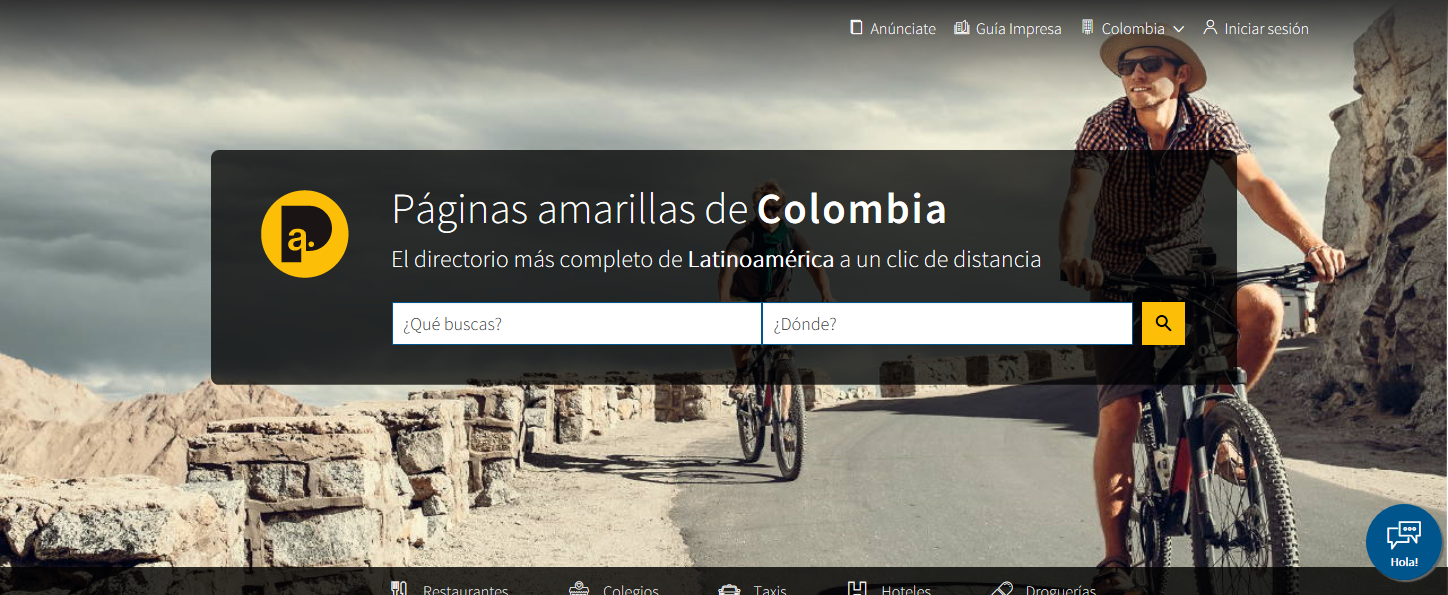 Anúnciate Guía Impresa Colombia Iniciar sesión
a.
Páginas amarillas de Colombia
El directorio más completo de Latinoamérica a un clic de distancia
¿Qué buscas? ¿Dónde?
Hola!
Restaurantes Colegios Taxis Hoteles Droguerías